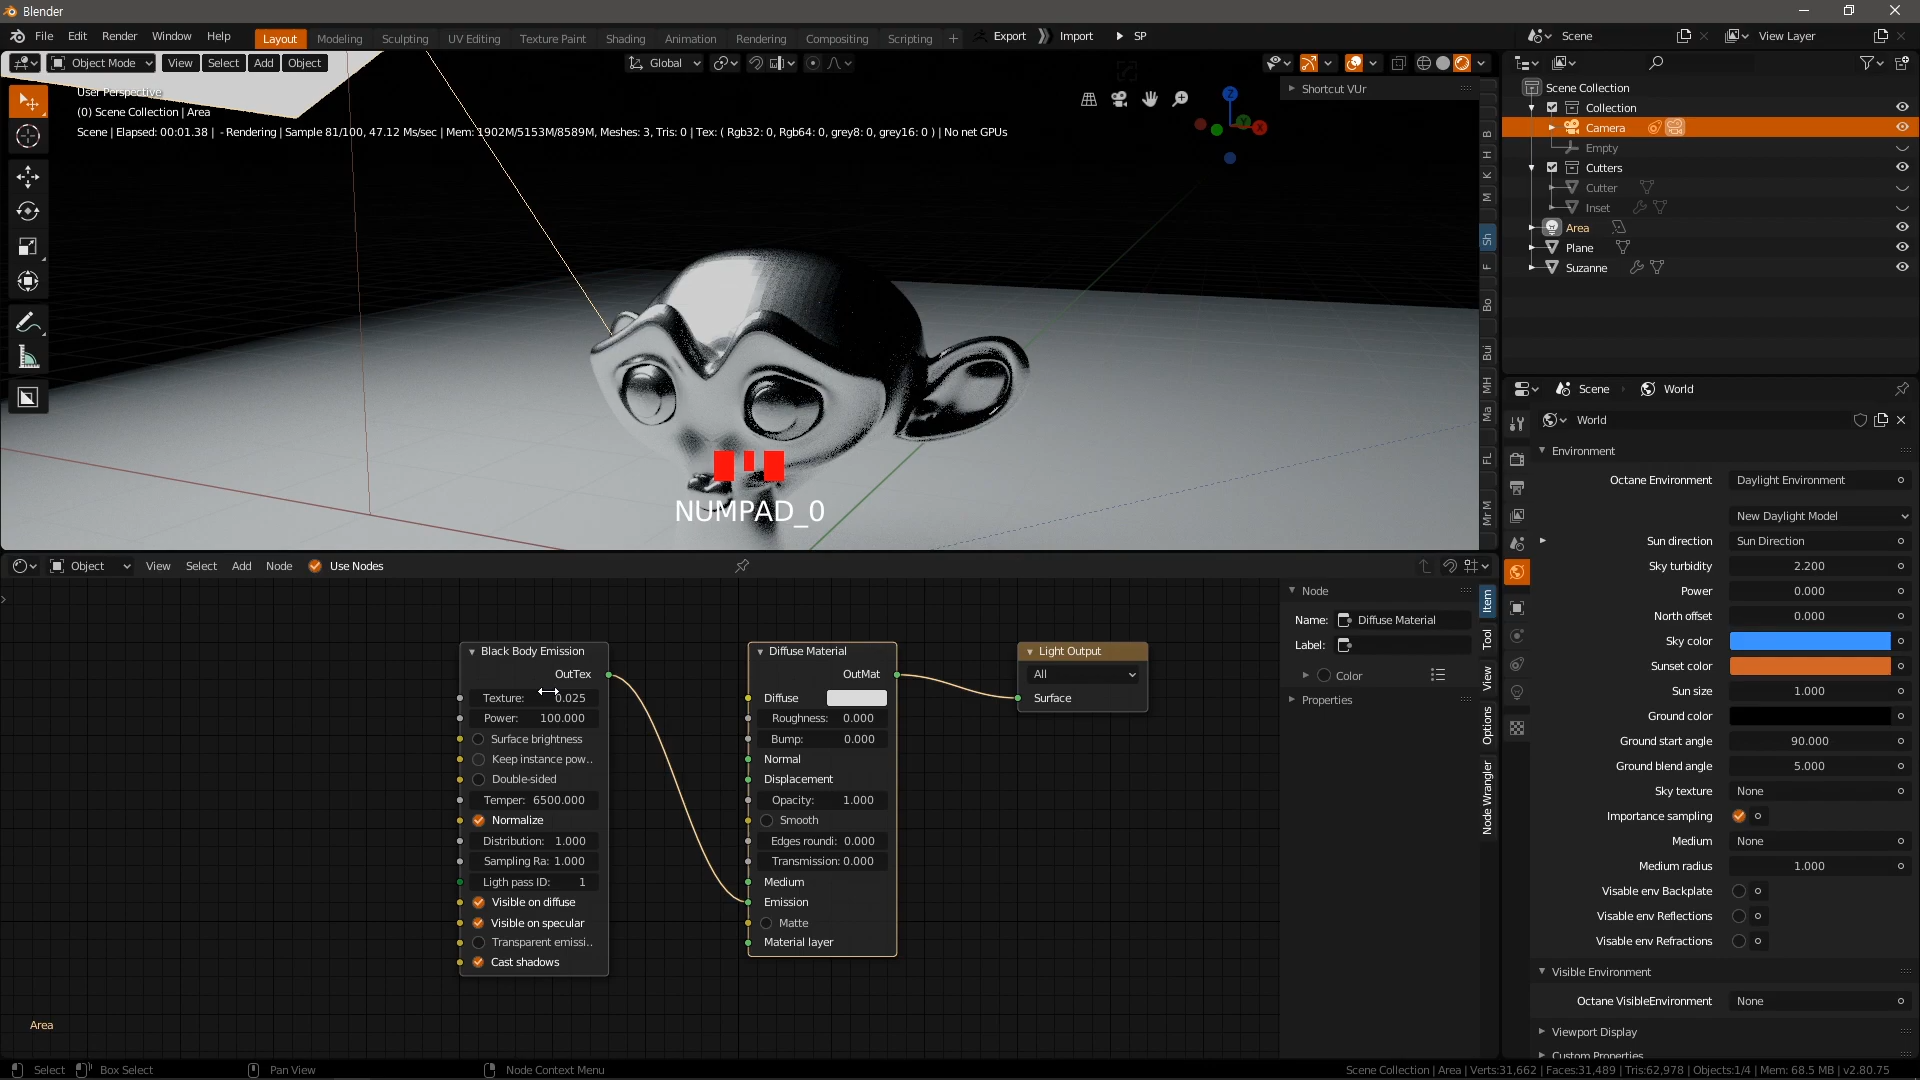 Blender
File Edit Render Window Help Layout Modeling Sculpting UV Editing Texture Paint Shading Animation Rendering Compositing Scripting + Export Import SP Scene View Layer
Object Mode View Select Add Object Global
User Perspective
(0) Scene Collection | Area
Scene | Elapsed: 00:01.38 | - Rendering | Sample 81/100, 47.12 Ms/sec | Mem: 1902M/5153M/8589M, Meshes: 3, Tris: 0 | Tex: ( Rgb32: 0, Rgb64: 0, grey8: 0, grey16: 0 ) | No net GPUs
Shortcut VUr
Z
Y
X
B
H
K
M
Sh
F
Bo
Bui
MH
Ma
FL
Mr M
NUMPAD_0
Scene Collection
Collection
Camera
Empty
Cutters
Cutter
Inset
Area
Plane
Suzanne
Scene World
World
Environment
Octane Environment Daylight Environment
New Daylight Model
Sun direction Sun Direction
Sky turbidity 2.200
Power 0.000
North offset 0.000
Sky color
Sunset color
Sun size 1.000
Ground color
Ground start angle 90.000
Ground blend angle 5.000
Sky texture None
Importance sampling
Medium None
Medium radius 1.000
Visable env Backplate
Visable env Reflections
Visable env Refractions
Visible Environment
Octane VisibleEnvironment None
Viewport Display
Custom Properties
Object View Select Add Node Use Nodes
Black Body Emission
OutTex
Texture: 0.025
Power: 100.000
Surface brightness
Keep instance pow..
Double-sided
Temper: 6500.000
Normalize
Distribution: 1.000
Sampling Ra: 1.000
Ligth pass ID: 1
Visible on diffuse
Visible on specular
Transparent emissi..
Cast shadows
Diffuse Material
OutMat
Diffuse
Roughness: 0.000
Bump: 0.000
Normal
Displacement
Opacity: 1.000
Smooth
Edges roundi: 0.000
Transmission: 0.000
Medium
Emission
Matte
Material layer
Light Output
All
Surface
Node
Name: Diffuse Material
Label:
Color
Properties
Item
Tool
View
Options
Node Wrangler
Area
Select Box Select Pan View Node Context Menu Scene Collection | Area | Verts:31,662 | Faces:31,489 | Tris:62,978 | Objects:1/4 | Mem: 68.5 MB | v2.80.75